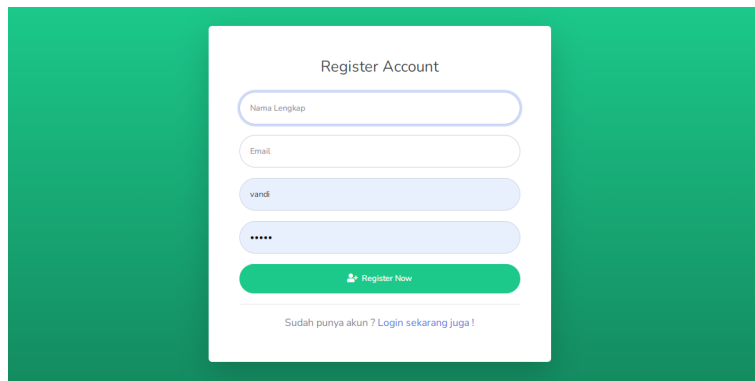 Register Account
Nama Lengkap
Email
vandi
•••••
Register Now
Sudah punya akun ? Login sekarang juga !